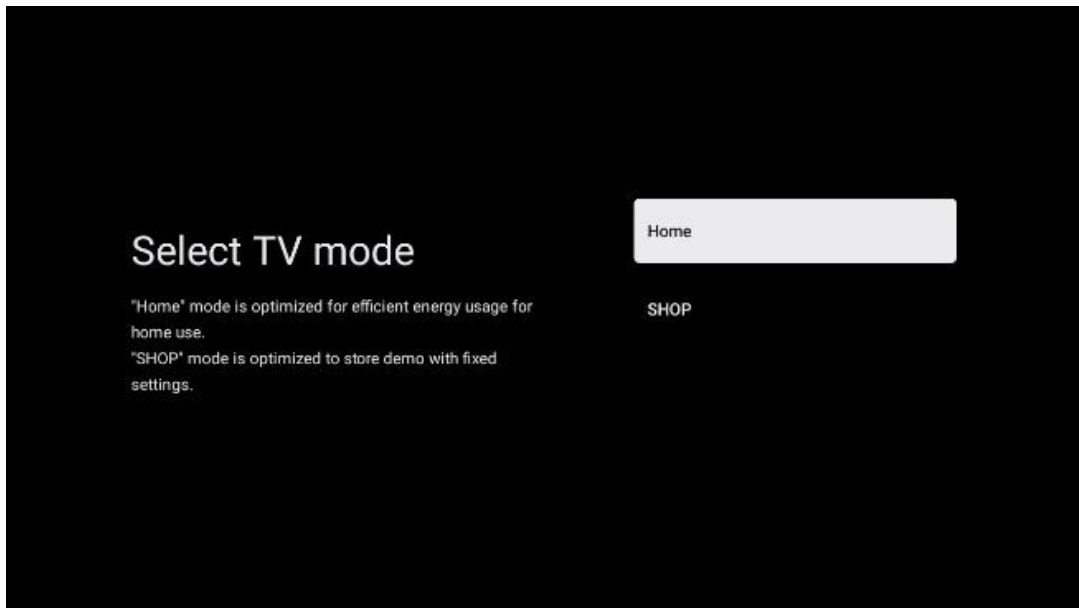 Select TV mode
"Home" mode is optimized for efficient energy usage for
home use.
"SHOP" mode is optimized to store demo with fixed
settings.
Home
SHOP